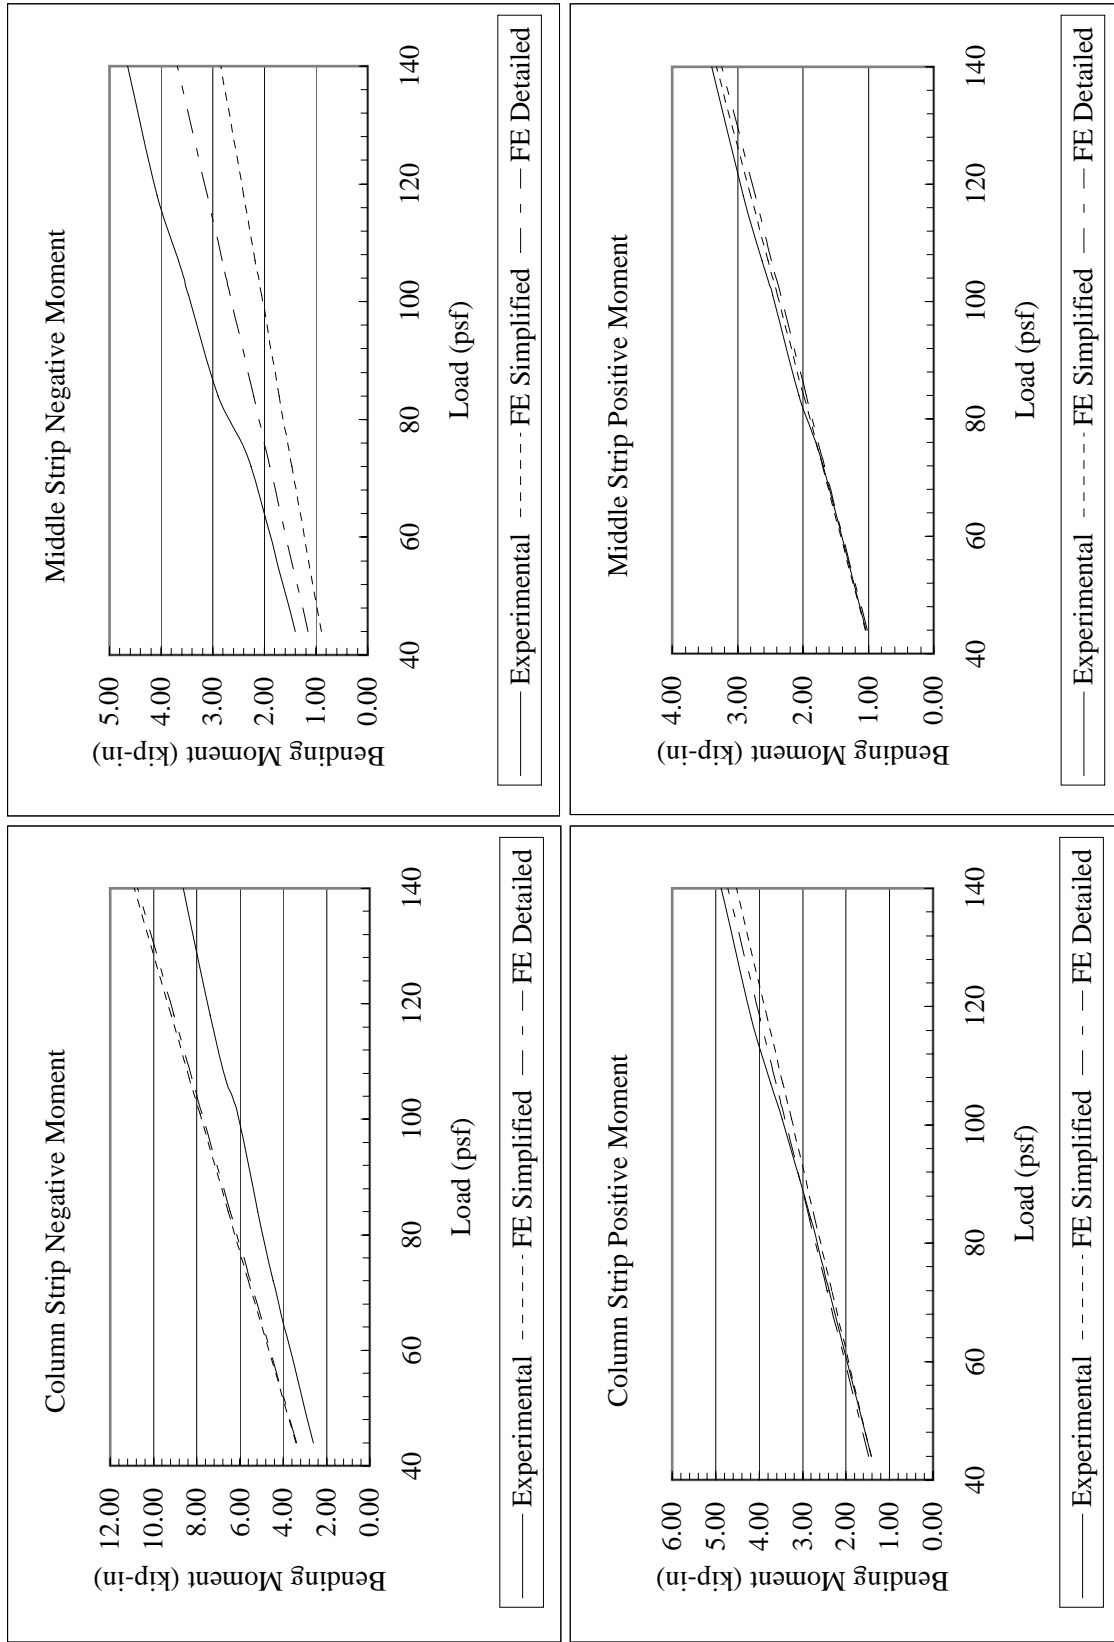 Column Strip Negative Moment
Bending Moment (kip-in)
12.00
10.00
8.00
6.00
4.00
2.00
0.00
40 60 80 100 120 140
Load (psf)
Experimental FE Simplified FE Detailed
Middle Strip Negative Moment
Bending Moment (kip-in)
5.00
4.00
3.00
2.00
1.00
0.00
40 60 80 100 120 140
Load (psf)
Experimental FE Simplified FE Detailed
Column Strip Positive Moment
Bending Moment (kip-in)
6.00
5.00
4.00
3.00
2.00
1.00
0.00
40 60 80 100 120 140
Load (psf)
Experimental FE Simplified FE Detailed
Middle Strip Positive Moment
Bending Moment (kip-in)
4.00
3.00
2.00
1.00
0.00
40 60 80 100 120 140
Load (psf)
Experimental FE Simplified FE Detailed